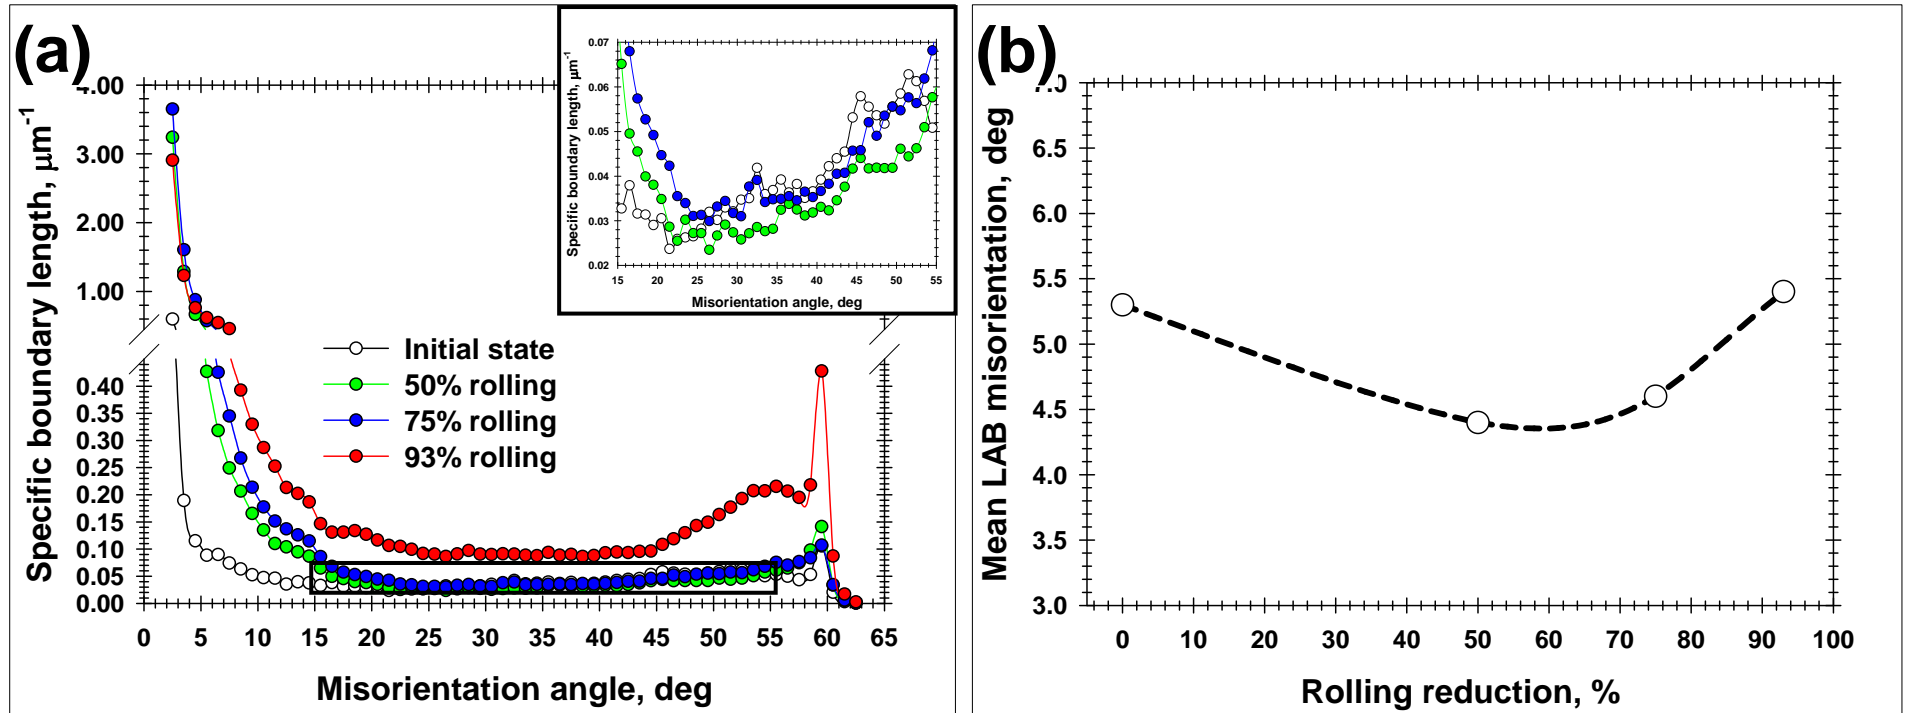 (a)
Specific boundary length, μm⁻¹
4.00
3.00
2.00
1.00
0.40
0.35
0.30
0.25
0.20
0.15
0.10
0.05
0.00
0 5 10 15 20 25 30 35 40 45 50 55 60 65
Misorientation angle, deg
Initial state
50% rolling
75% rolling
93% rolling
Specific boundary length, μm⁻¹
0.07
0.06
0.05
0.04
0.03
0.02
15 20 25 30 35 40 45 50 55
Misorientation angle, deg
(b)
Mean LAB misorientation, deg
7.0
6.5
6.0
5.5
5.0
4.5
4.0
3.5
3.0
0 10 20 30 40 50 60 70 80 90 100
Rolling reduction, %